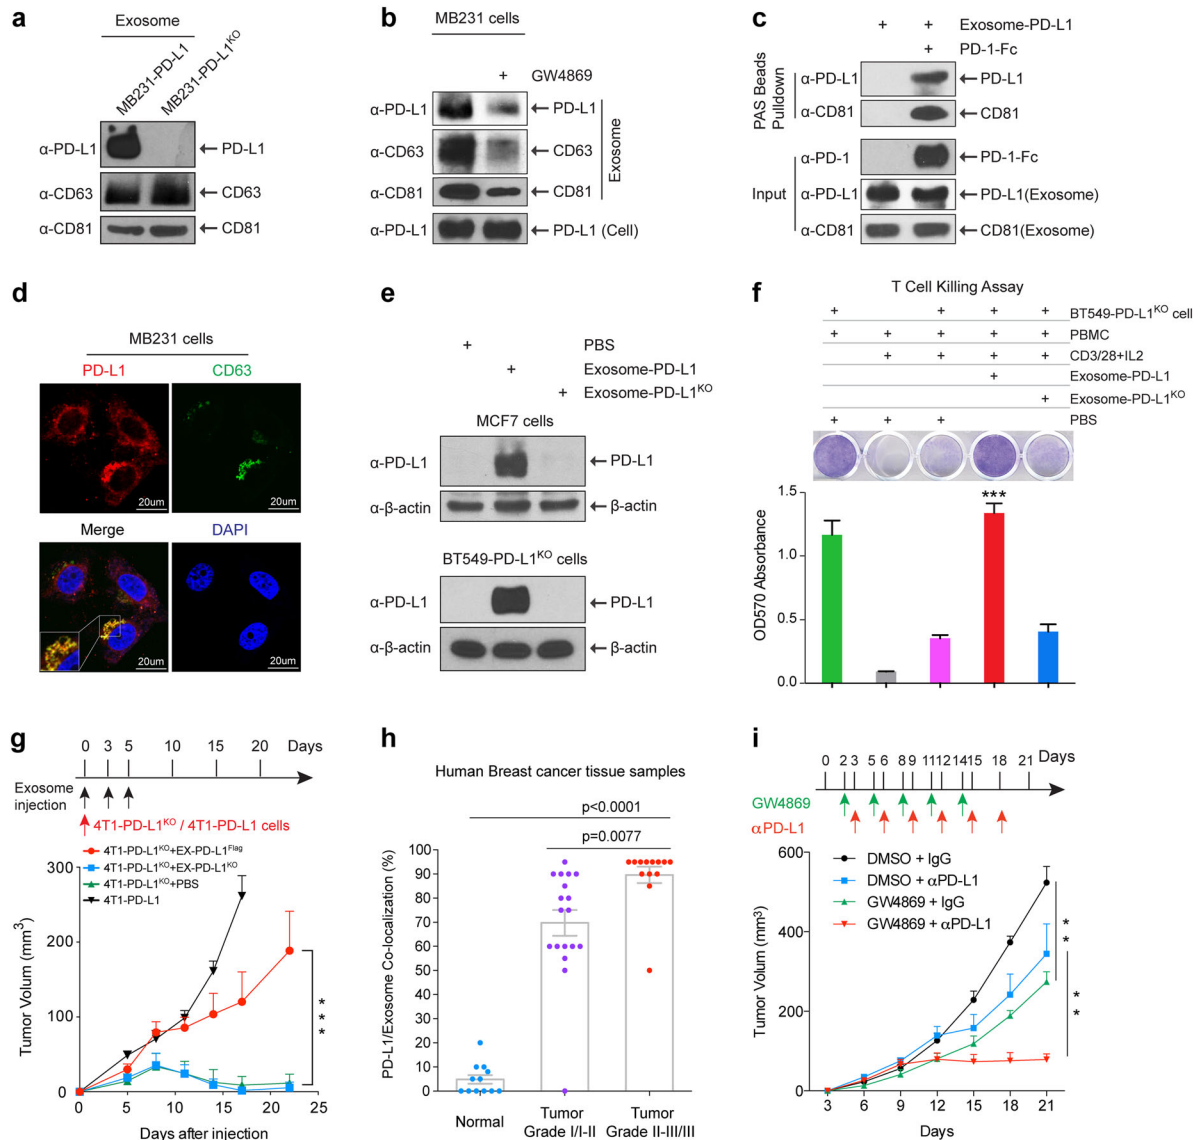 a
Exosome
MB231-PD-L1
MB231-PD-L1KO
α-PD-L1
PD-L1
α-CD63
CD63
α-CD81
CD81
b
MB231 cells
+
GW4869
α-PD-L1
PD-L1
α-CD63
CD63
α-CD81
CD81
Exosome
α-PD-L1
PD-L1 (Cell)
c
+ + Exosome-PD-L1
+ PD-1-Fc
PAS Beads
Pulldown
α-PD-L1
PD-L1
α-CD81
CD81
Input
α-PD-1
PD-1-Fc
α-PD-L1
PD-L1(Exosome)
α-CD81
CD81(Exosome)
d
MB231 cells
PD-L1
CD63
20um
20um
Merge
DAPI
20um
20um
e
+ PBS
+ Exosome-PD-L1
+ Exosome-PD-L1KO
MCF7 cells
α-PD-L1
PD-L1
α-β-actin
β-actin
BT549-PD-L1KO cells
α-PD-L1
PD-L1
α-β-actin
β-actin
f
T Cell Killing Assay
+ + + + BT549-PD-L1KO cell
+ + + + + PBMC
+ + + + CD3/28+IL2
+ Exosome-PD-L1
+ Exosome-PD-L1KO
+ + + PBS
OD570 Absorbance
1.5
1.0
0.5
0.0
***
g
0 3 5 10 15 20 Days
Exosome
injection
4T1-PD-L1KO / 4T1-PD-L1 cells
4T1-PD-L1KO+EX-PD-L1Flag
4T1-PD-L1KO+EX-PD-L1KO
4T1-PD-L1KO+PBS
4T1-PD-L1
Tumor Volum (mm3)
300
200
100
0
***
0 5 10 15 20 25
Days after injection
h
Human Breast cancer tissue samples
p<0.0001
p=0.0077
PD-L1/Exosome Co-localization (%)
100
90
80
70
60
50
40
30
20
10
0
Normal
Tumor
Grade I/I-II
Tumor
Grade II-III/III
i
0 2 3 5 6 8 9 11 12 14 15 18 21 Days
GW4869
αPD-L1
DMSO + IgG
DMSO + αPD-L1
GW4869 + IgG
GW4869 + αPD-L1
Tumor Volum (mm3)
600
400
200
0
**
**
3 6 9 12 15 18 21
Days